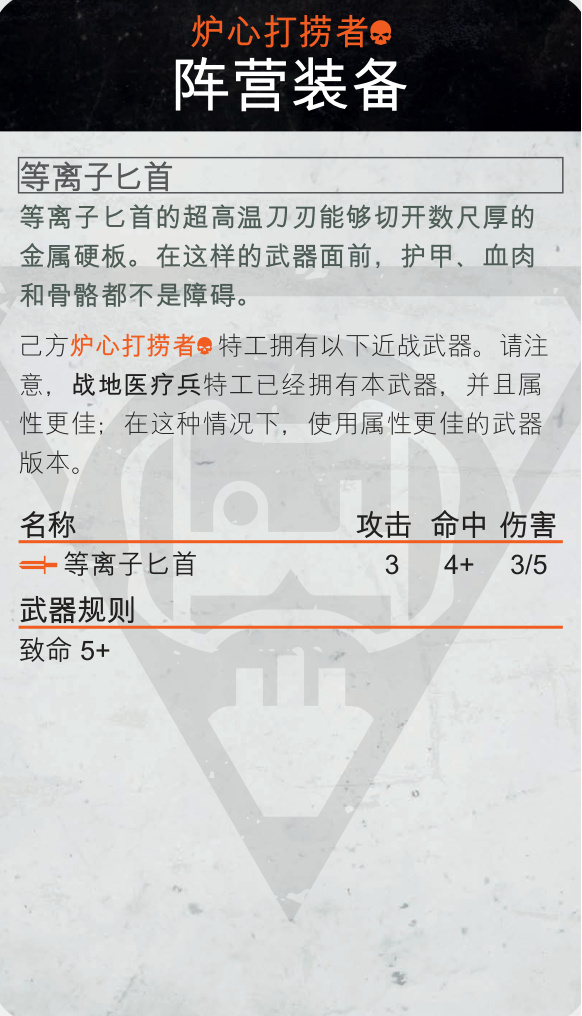 炉心打捞者
阵营装备
等离子匕首
等离子匕首的超高温刀刃能够切开数尺厚的
金属硬板。在这样的武器面前，护甲、血肉
和骨骼都不是障碍。
己方炉心打捞者 特工拥有以下近战武器。请注
意，战地医疗兵特工已经拥有本武器，并且属
性更佳；在这种情况下，使用属性更佳的武器
版本。
名称 攻击 命中 伤害
等离子匕首 3 4+ 3/5
武器规则
致命 5+